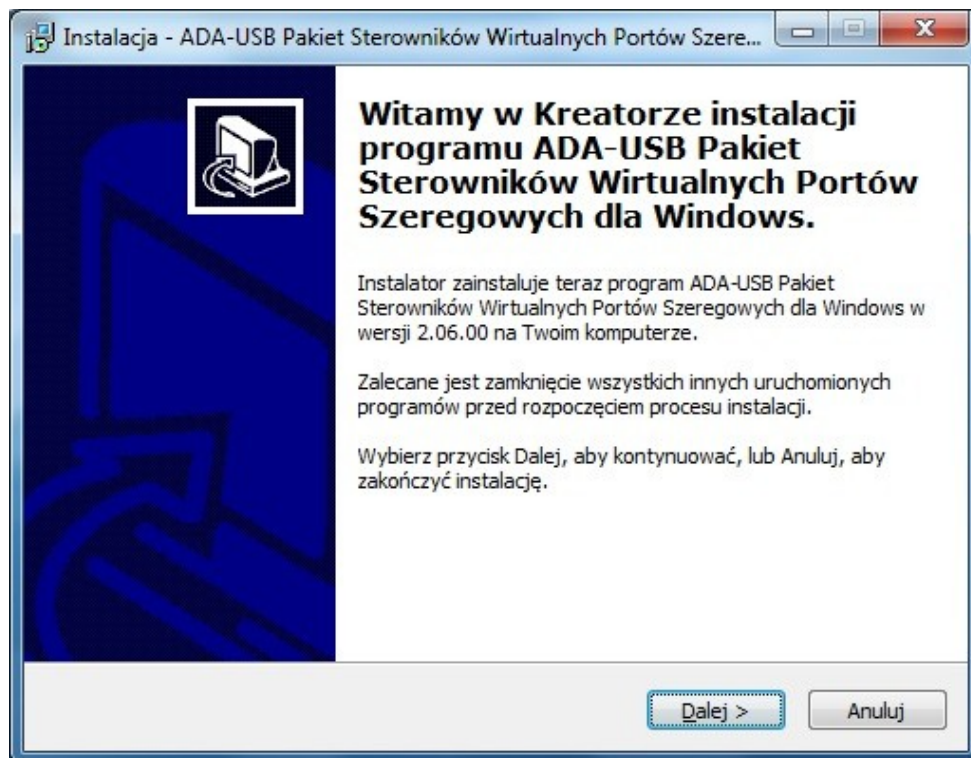 Instalacja - ADA-USB Pakiet Sterowników Wirtualnych Portów Szere...
Witamy w Kreatorze instalacji
programu ADA-USB Pakiet
Sterowników Wirtualnych Portów
Szeregowych dla Windows.
Instalator zainstaluje teraz program ADA-USB Pakiet
Sterowników Wirtualnych Portów Szeregowych dla Windows w
wersji 2.06.00 na Twoim komputerze.
Zalecane jest zamknięcie wszystkich innych uruchomionych
programów przed rozpoczęciem procesu instalacji.
Wybierz przycisk Dalej, aby kontynuować, lub Anuluj, aby
zakończyć instalację.
Dalej > Anuluj